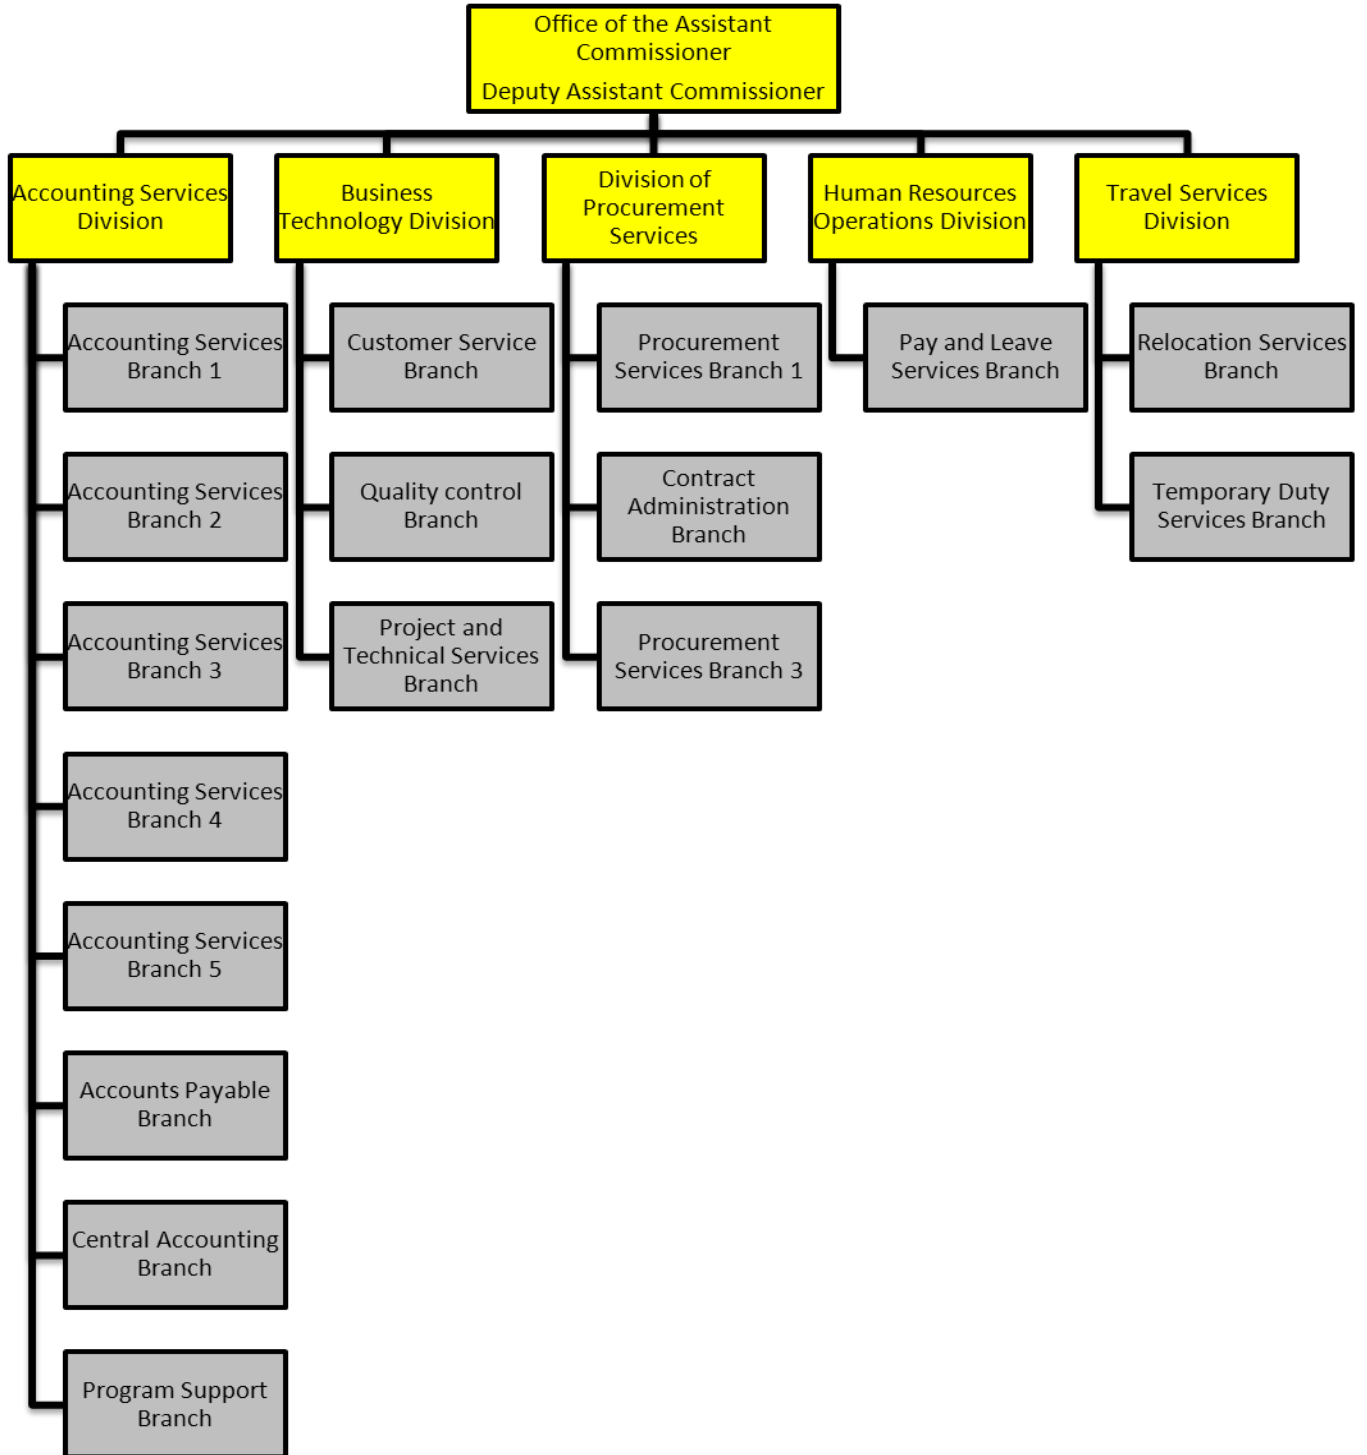 Office of the Assistant
Commissioner
Deputy Assistant Commissioner
Accounting Services
Division
Business
Technology Division
Division of
Procurement
Services
Human Resources
Operations Division
Travel Services
Division
Accounting Services
Branch 1
Accounting Services
Branch 2
Accounting Services
Branch 3
Accounting Services
Branch 4
Accounting Services
Branch 5
Accounts Payable
Branch
Central Accounting
Branch
Program Support
Branch
Customer Service
Branch
Quality control
Branch
Project and
Technical Services
Branch
Procurement
Services Branch 1
Contract
Administration
Branch
Procurement
Services Branch 3
Pay and Leave
Services Branch
Relocation Services
Branch
Temporary Duty
Services Branch